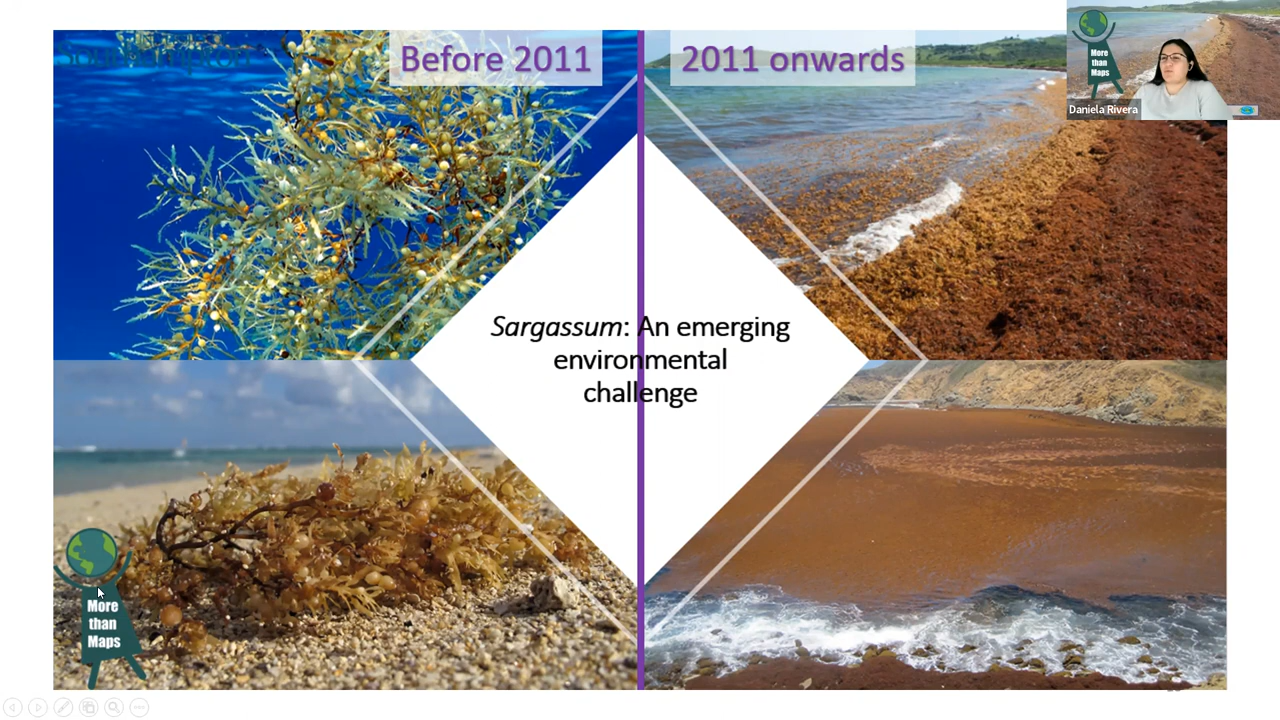 Before 2011
2011 onwards
More
than
Maps
Daniela Rivera
Sargassum: An emerging
environmental
challenge
More
than
Maps